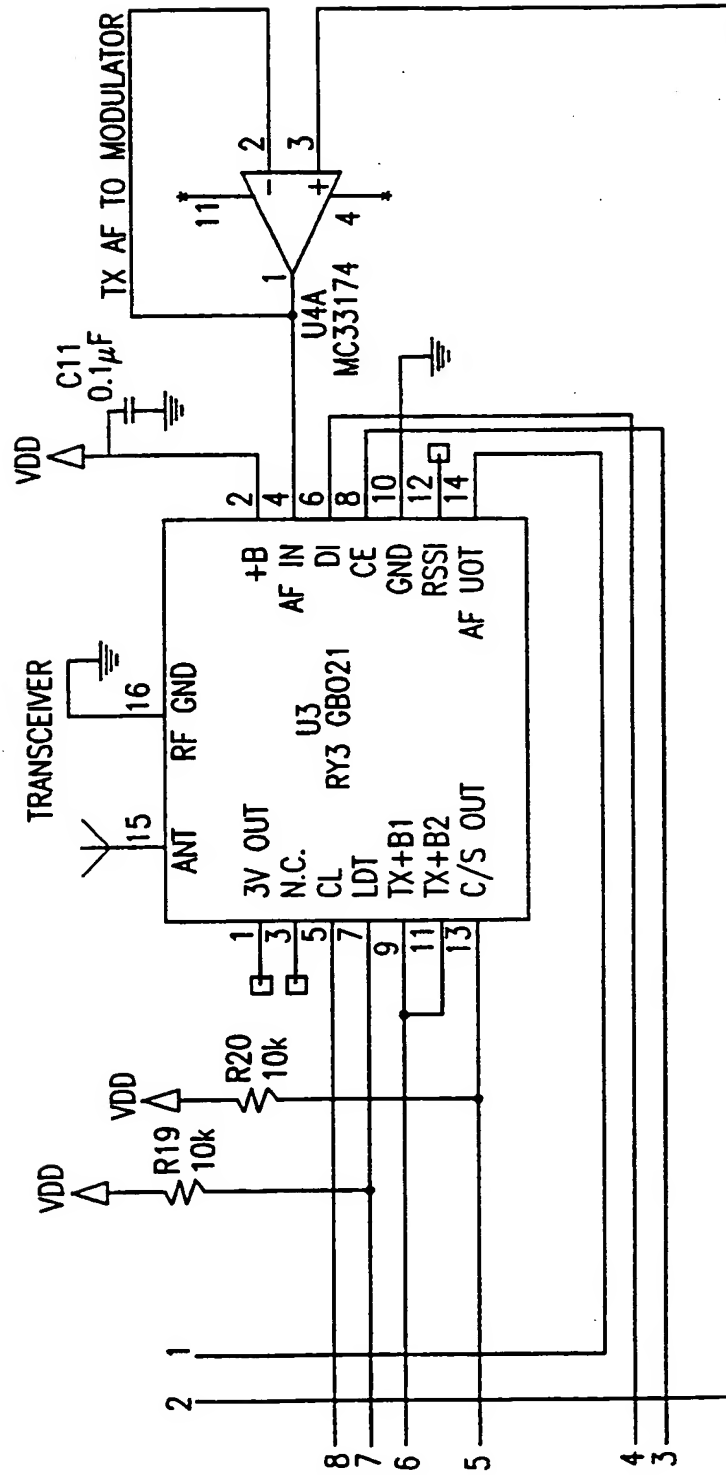 TRANSCEIVER
TX AF TO MODULATOR
VDD
C11
0.1µF
VDD
R19
10k
VDD
R20
10k
15
16
ANT
RF GND
U3
RY3 GB021
1
3V OUT
3
N.C.
5
CL
7
LDT
9
TX+B1
11
TX+B2
13
C/S OUT
2
+B
4
AF IN
6
DI
8
CE
10
GND
12
RSSI
14
AF UOT
1
U4A
MC33174
11
*
2
-
3
+
4
*
2
1
8
7
6
5
4
3